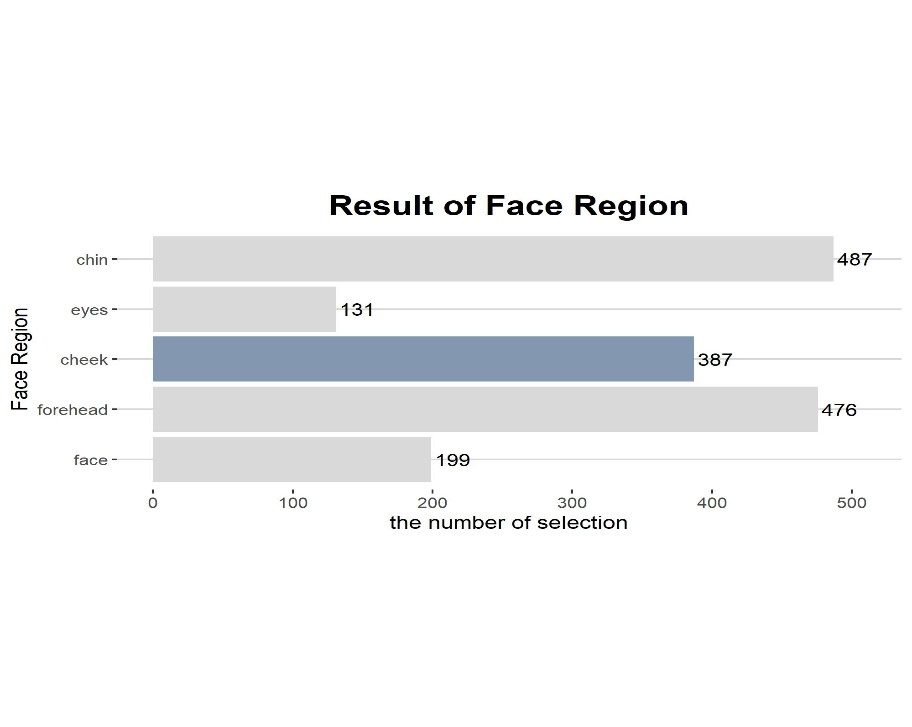 Result of Face Region
Face Region
chin
487
eyes
131
cheek
387
forehead
476
face
199
0 100 200 300 400 500
the number of selection